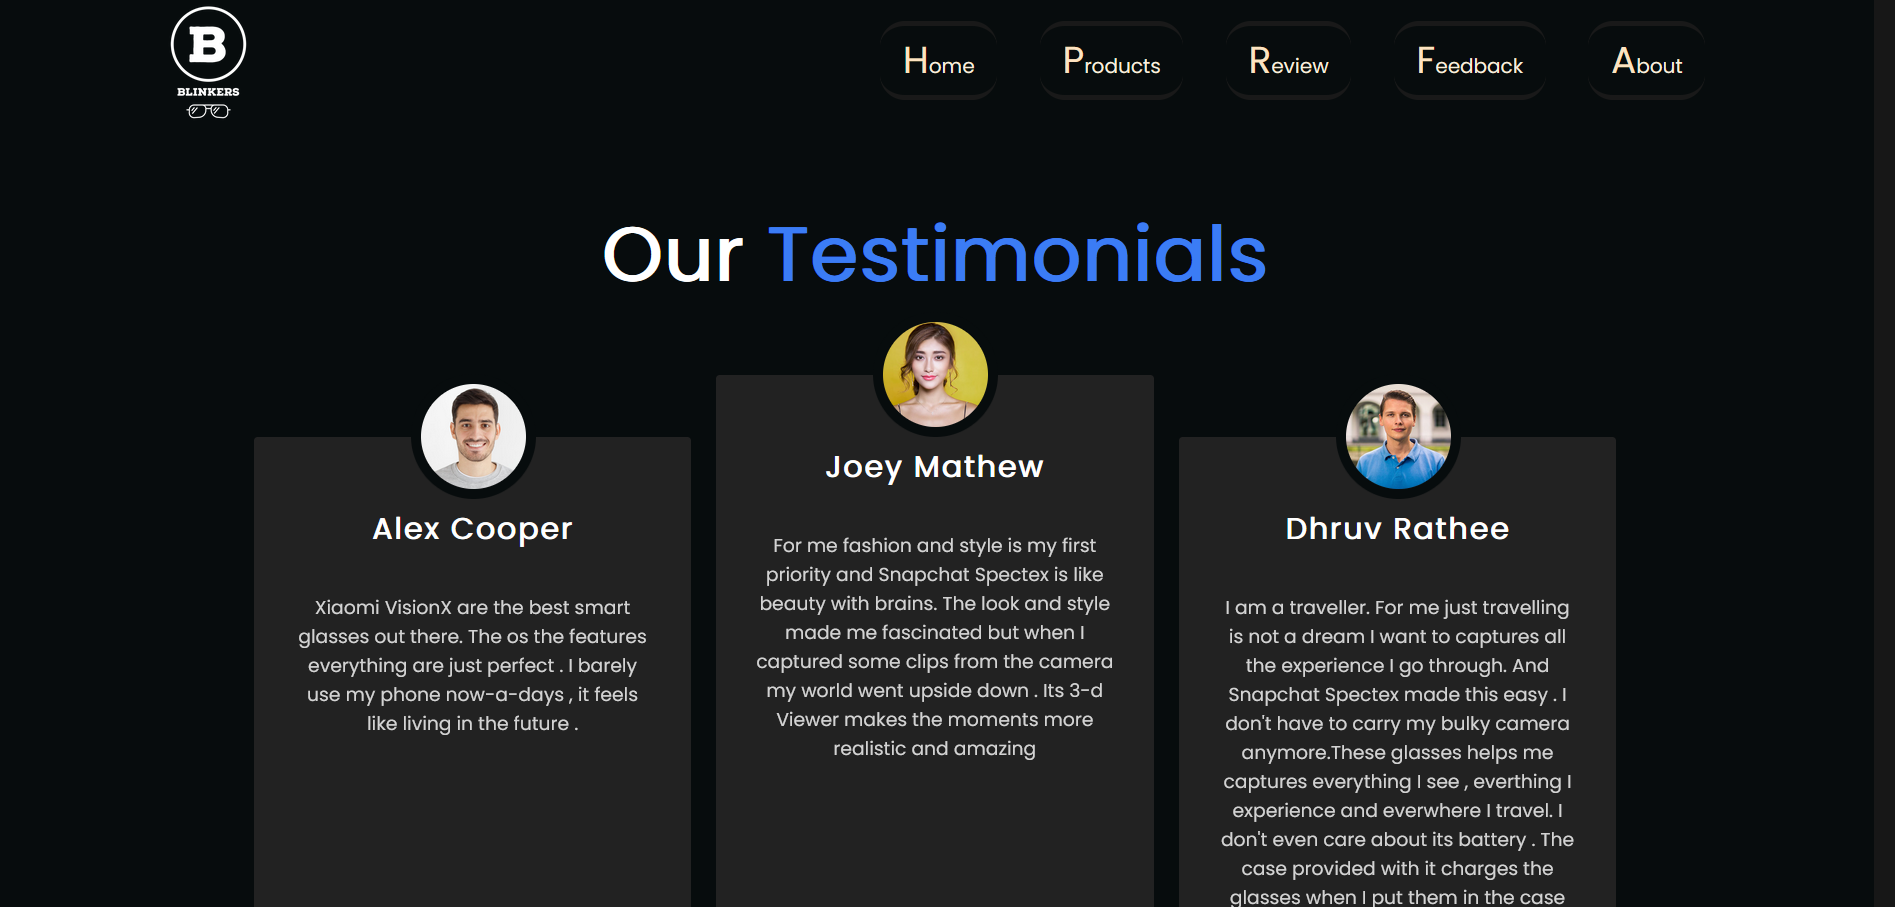 B
BLINKERS
Home Products Review Feedback About
Our Testimonials
Alex Cooper
Xiaomi VisionX are the best smart
glasses out there. The os the features
everything are just perfect . I barely
use my phone now-a-days , it feels
like living in the future .
Joey Mathew
For me fashion and style is my first
priority and Snapchat Spectex is like
beauty with brains. The look and style
made me fascinated but when I
captured some clips from the camera
my world went upside down . Its 3-d
Viewer makes the moments more
realistic and amazing
Dhruv Rathee
I am a traveller. For me just travelling
is not a dream I want to captures all
the experience I go through. And
Snapchat Spectex made this easy . I
don't have to carry my bulky camera
anymore.These glasses helps me
captures everything I see , everthing I
experience and everwhere I travel. I
don't even care about its battery . The
case provided with it charges the
glasses when I put them in the case